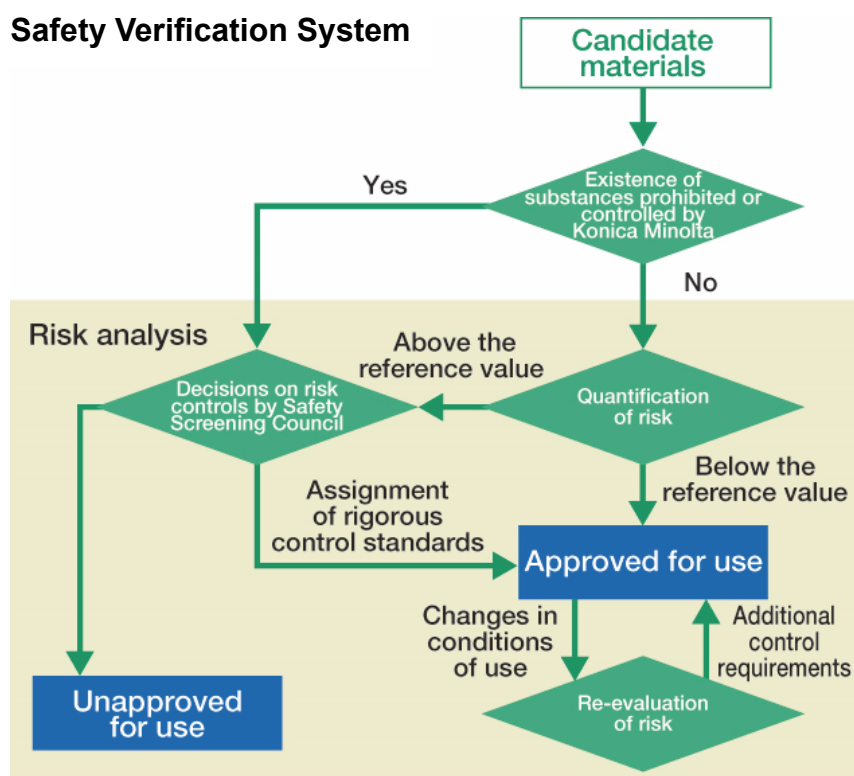 Safety Verification System
Candidate
materials
Existence of
substances prohibited or
controlled by
Konica Minolta
Yes
No
Risk analysis
Above the
reference value
Decisions on risk
controls by Safety
Screening Council
Quantification
of risk
Below the
reference value
Assignment
of rigorous
control standards
Approved for use
Changes in
conditions
of use
Additional
control
requirements
Unapproved
for use
Re-evaluation
of risk